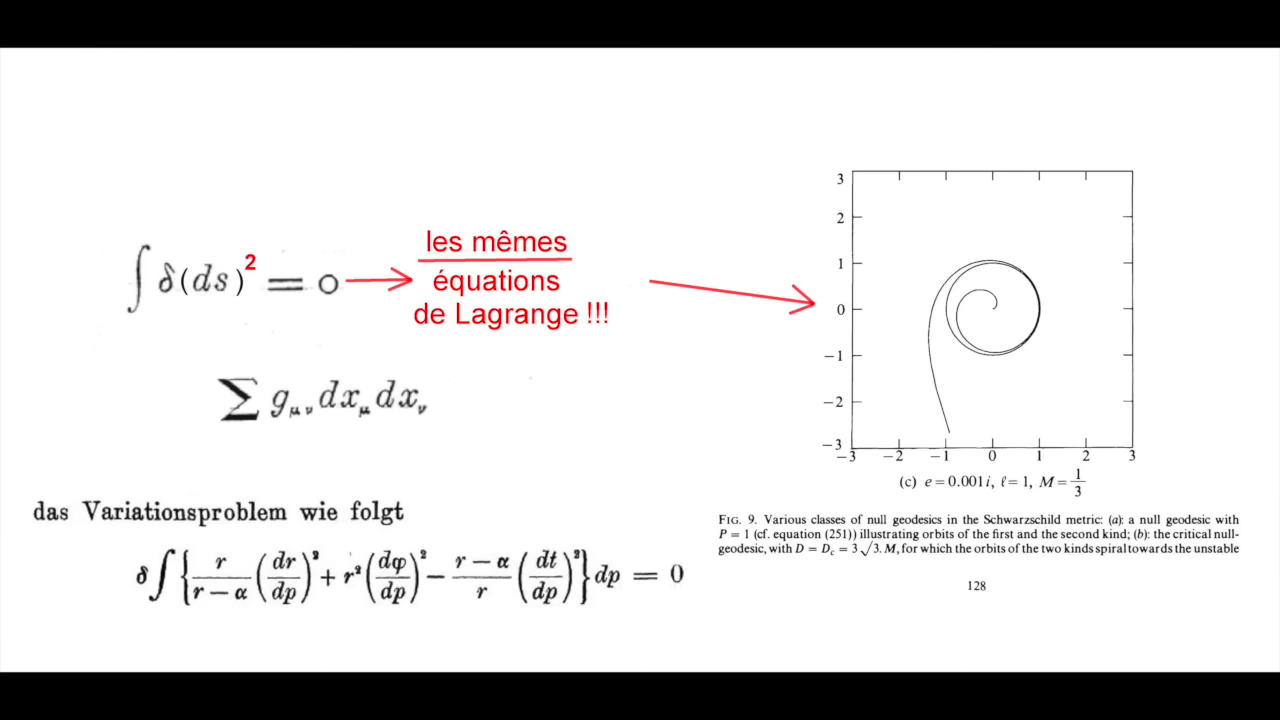 ∫ δ(ds)² = 0
les mêmes
équations
de Lagrange !!!
∑ g_μν dx_μ dx_ν
das Variationsproblem wie folgt
δ∫{r/(r−α) (dr/dp)² + r² (dφ/dp)² − (r−α)/r (dt/dp)²} dp = 0
3
2
1
0
−1
−2
−3
−3 −2 −1 0 1 2 3
(c) e=0.001i, ℓ=1, M=1/3
FIG. 9. Various classes of null geodesics in the Schwarzschild metric: (a): a null geodesic with
P = 1 (cf. equation (251)) illustrating orbits of the first and the second kind; (b): the critical null-
geodesic, with D = D_c = 3√3. M, for which the orbits of the two kinds spiral towards the unstable
128